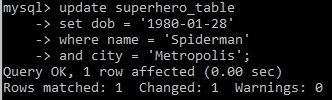 mysql> update superhero_table
    -> set dob = '1980-01-28'
    -> where name = 'Spiderman'
    -> and city = 'Metropolis';
Query OK, 1 row affected (0.00 sec)
Rows matched: 1  Changed: 1  Warnings: 0